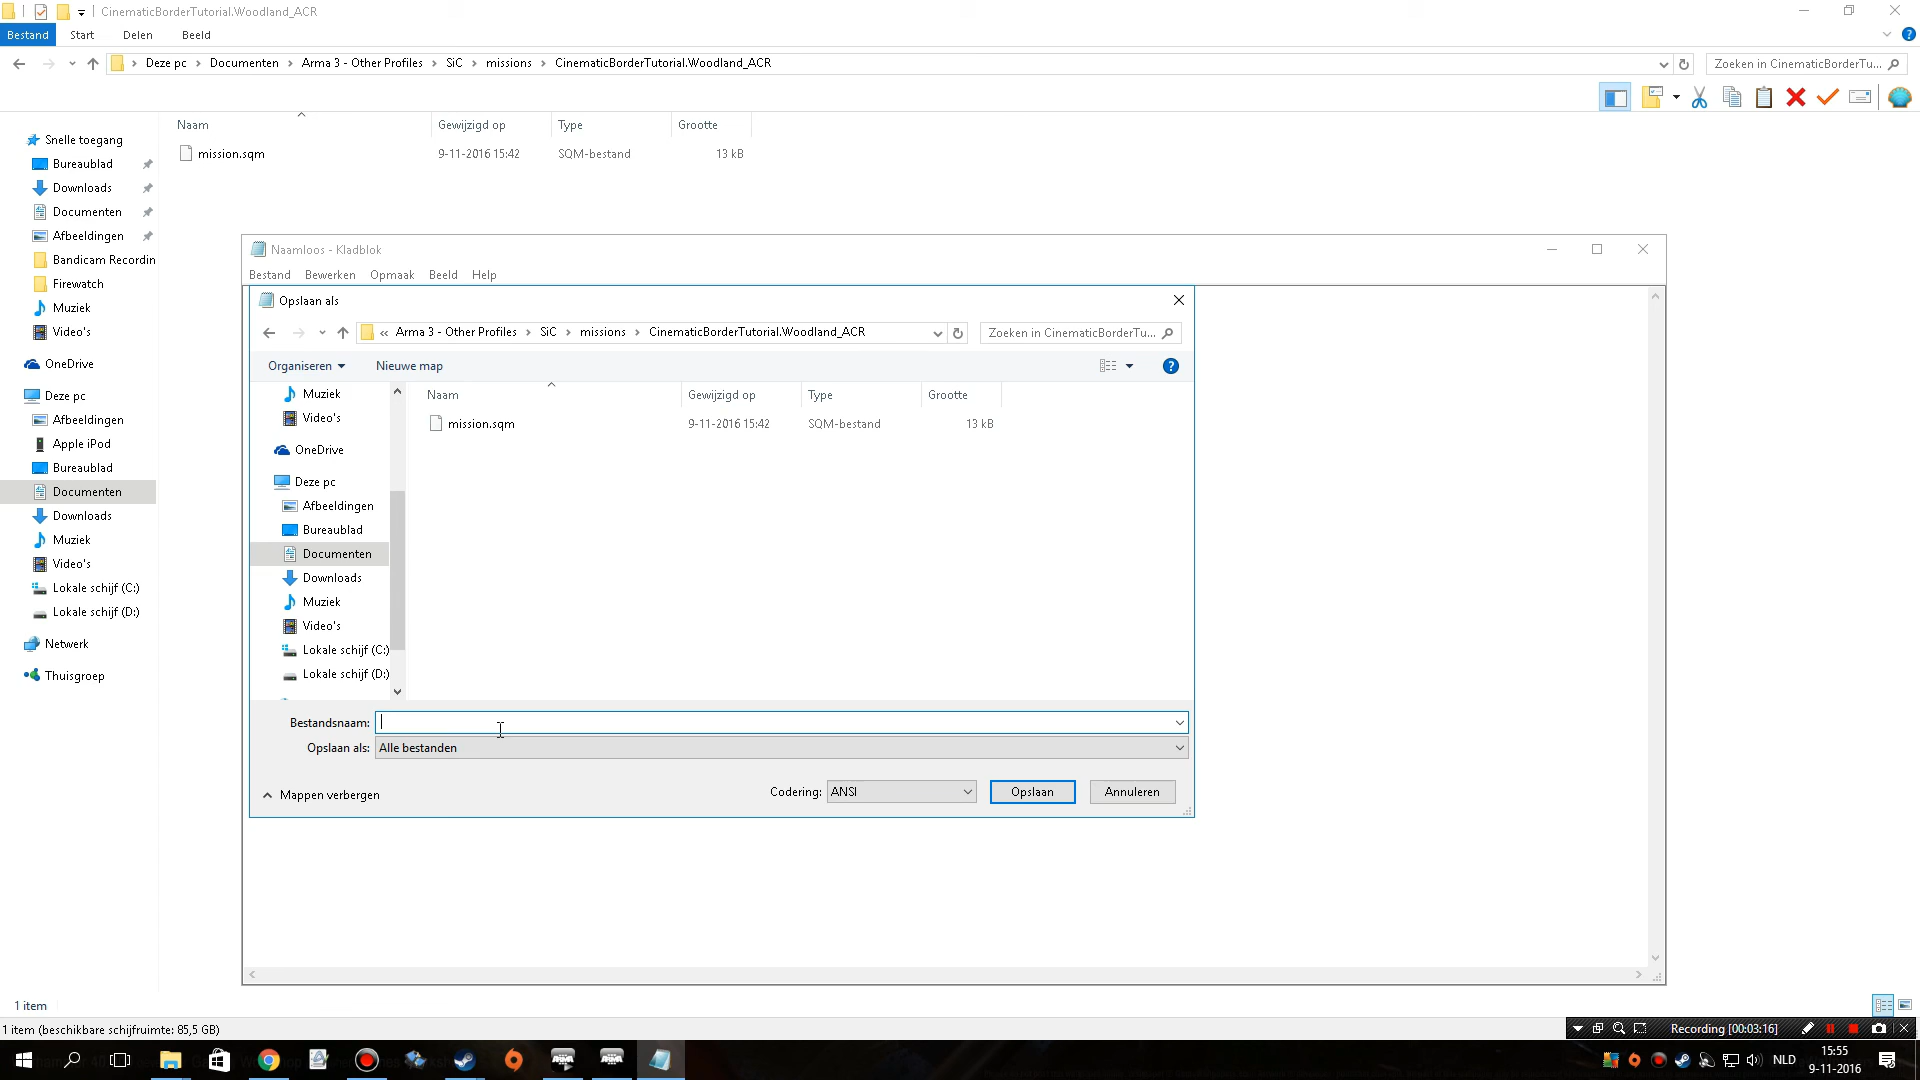 CinematicBorderTutorial.Woodland_ACR
Bestand Start Delen Beeld
Deze pc Documenten Arma 3 - Other Profiles SiC missions CinematicBorderTutorial.Woodland_ACR Zoeken in CinematicBorderTu...
Naam Gewijzigd op Type Grootte
mission.sqm 9-11-2016 15:42 SQM-bestand 13 kB
Snelle toegang
Bureaublad
Downloads
Documenten
Afbeeldingen
Bandicam Recordin
Firewatch
Muziek
Video's
OneDrive
Deze pc
Afbeeldingen
Apple iPod
Bureaublad
Documenten
Downloads
Muziek
Video's
Lokale schijf (C:)
Lokale schijf (D:)
Netwerk
Thuisgroep
Naamloos - Kladblok
Bestand Bewerken Opmaak Beeld Help
Opslaan als
« Arma 3 - Other Profiles SiC missions CinematicBorderTutorial.Woodland_ACR Zoeken in CinematicBorderTu...
Organiseren Nieuwe map
Naam Gewijzigd op Type Grootte
mission.sqm 9-11-2016 15:42 SQM-bestand 13 kB
Muziek
Video's
OneDrive
Deze pc
Afbeeldingen
Bureaublad
Documenten
Downloads
Muziek
Video's
Lokale schijf (C:)
Lokale schijf (D:)
Bestandsnaam:
Opslaan als: Alle bestanden
Mappen verbergen Codering: ANSI Opslaan Annuleren
1 item
1 item (beschikbare schijfruimte: 85,5 GB)
Recording [00:03:16]
NLD 15:55
9-11-2016